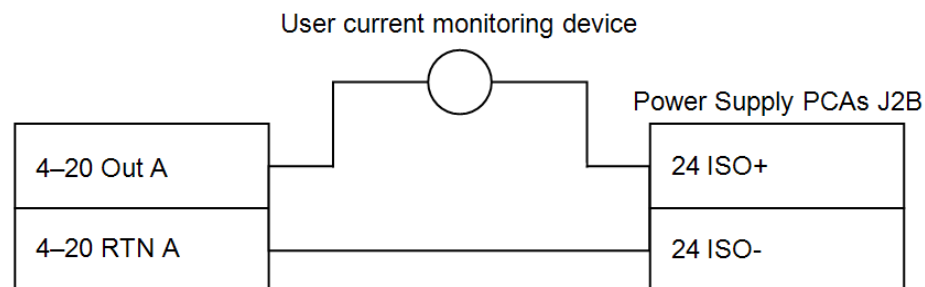 User current monitoring device
Power Supply PCAs J2B
4–20 Out A
24 ISO+
4–20 RTN A
24 ISO-